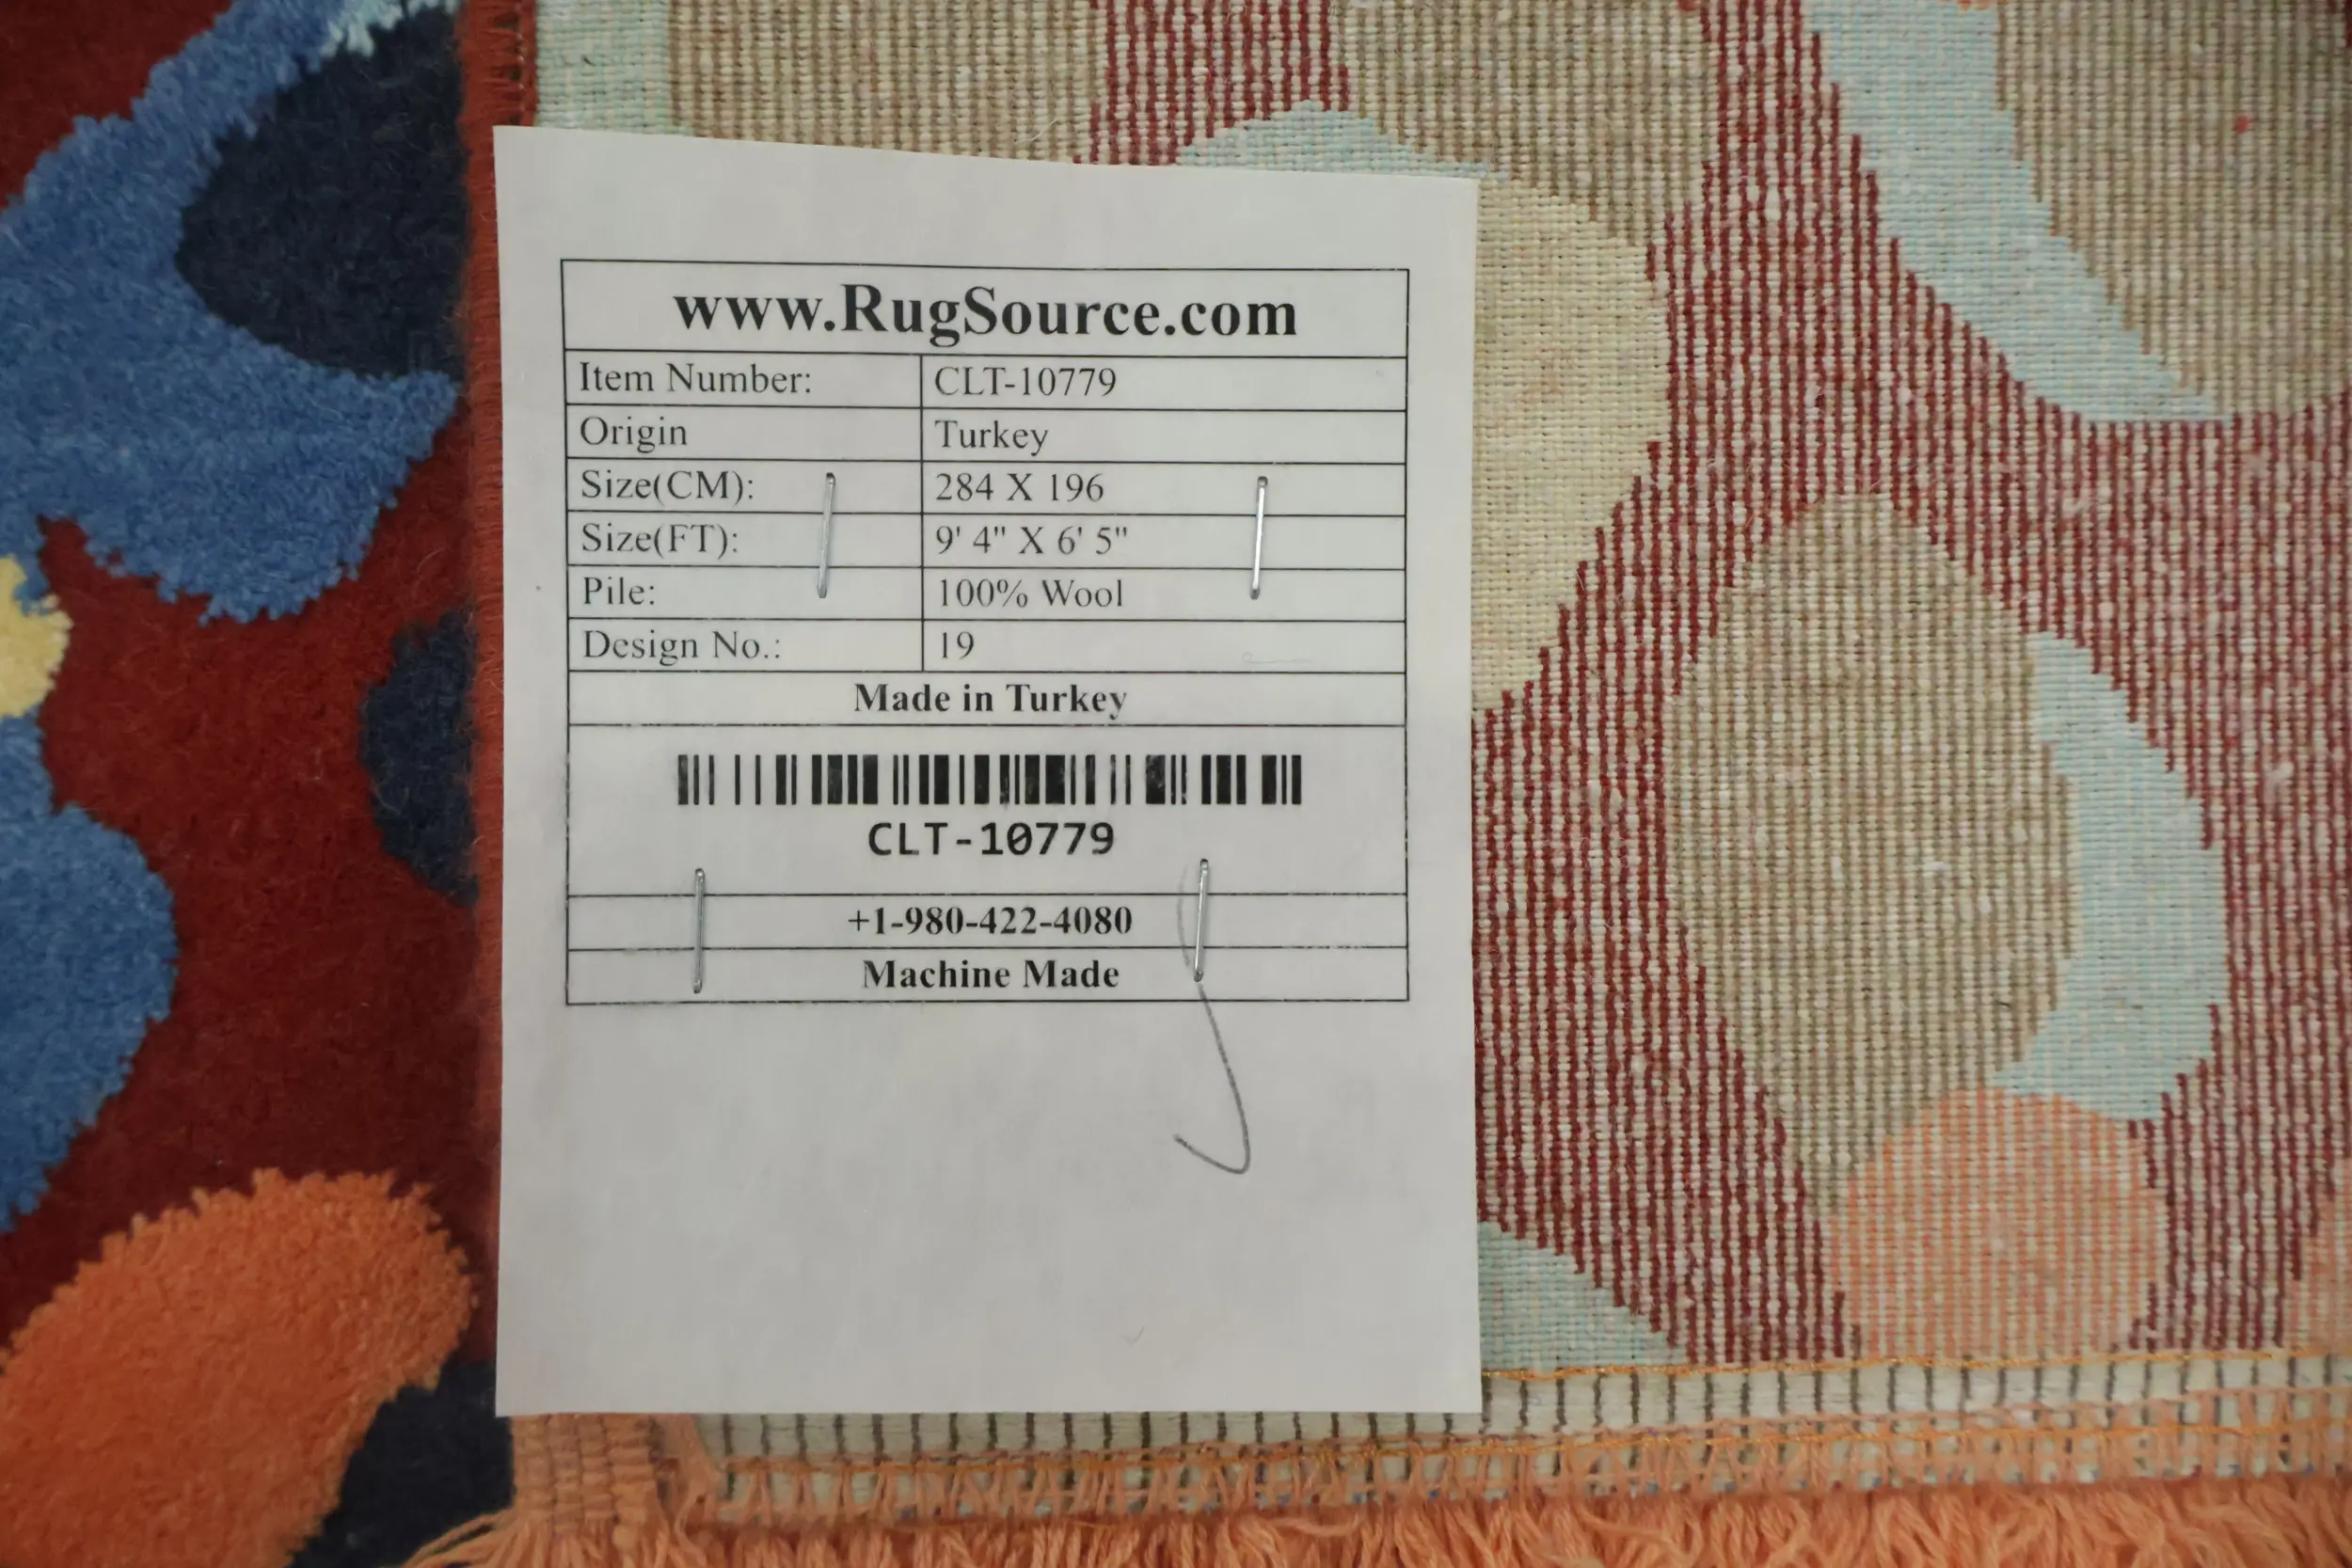 www.RugSource.com
Item Number: CLT-10779
Origin Turkey
Size(CM): 284 X 196
Size(FT): 9' 4" X 6' 5"
Pile: 100% Wool
Design No.: 19
Made in Turkey
CLT-10779
+1-980-422-4080
Machine Made